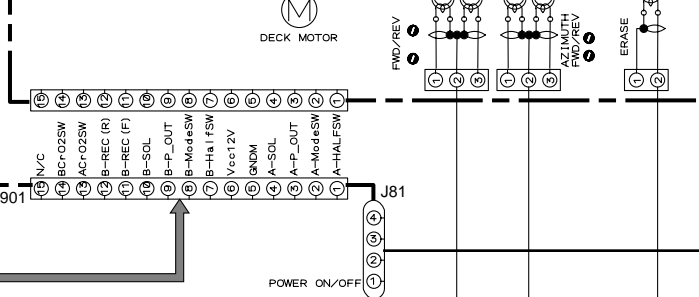 M
DECK MOTOR
FWD/REV
AZIMUTH
FWD/REV
ERASE
1 2 3
1 2 3
1 2
15 14 13 12 11 10 9 8 7 6 5 4 3 2 1
N/C
BCrO2SW
ACrO2SW
B-REC(R)
B-REC(F)
B-SOL
B-P_OUT
B-ModeSW
B-HalfSW
Vcc12V
GNDM
A-SOL
A-P_OUT
A-ModeSW
A-HALFSW
901
15 14 13 12 11 10 9 8 7 6 5 4 3 2 1
J81
4
3
2
POWER ON/OFF 1